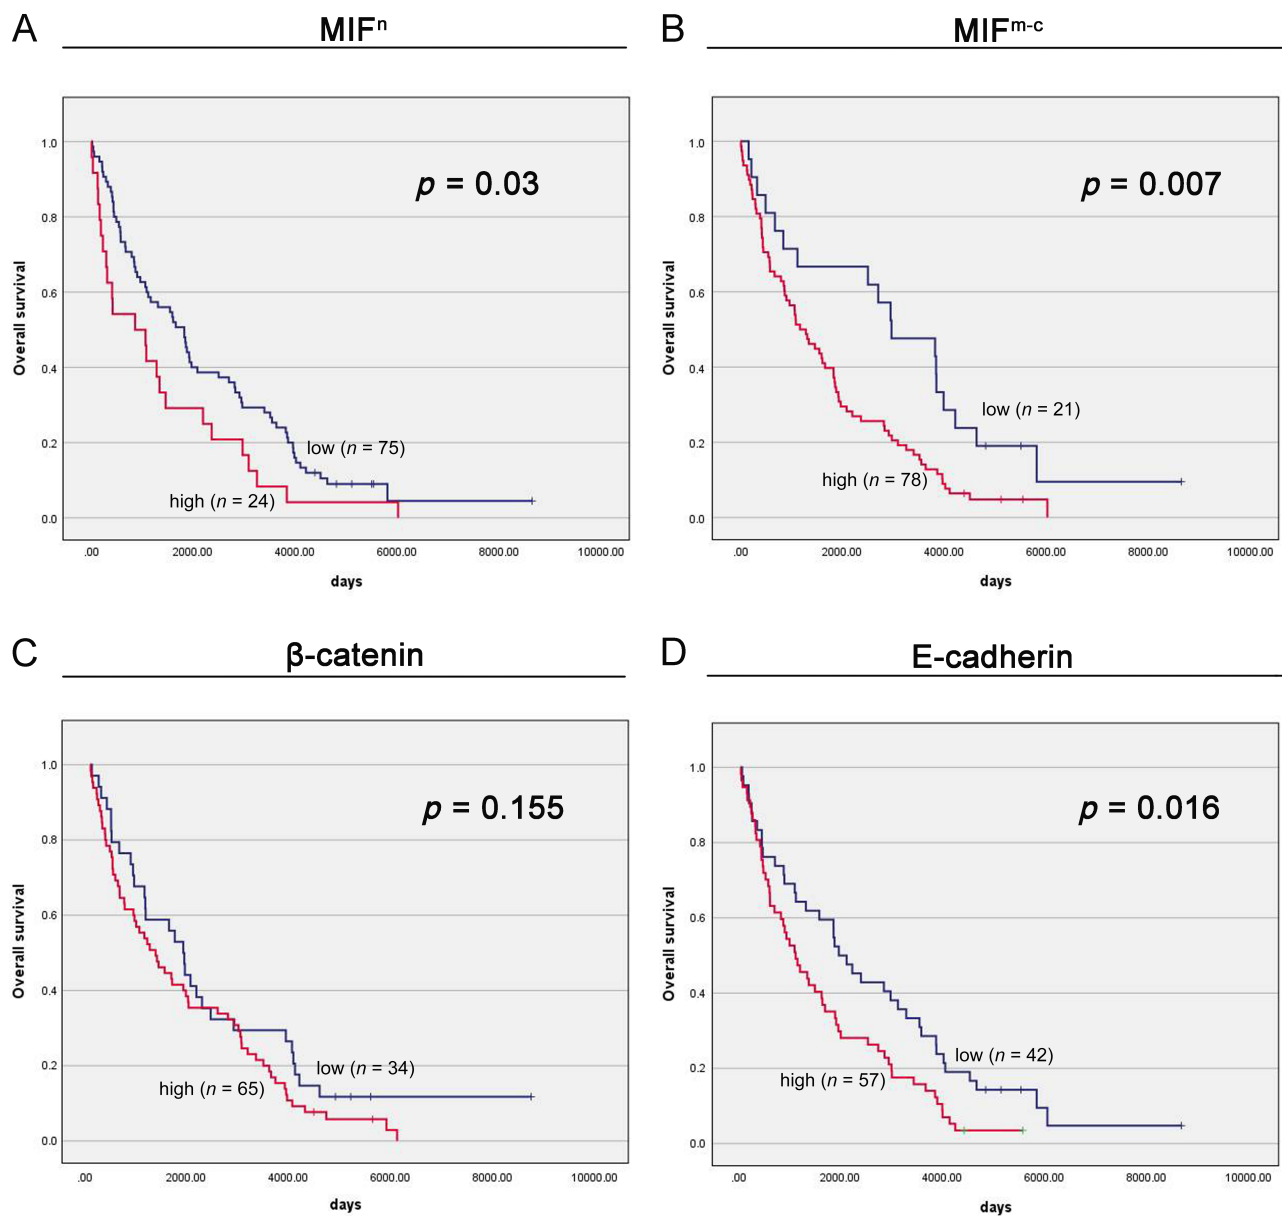 A
MIFⁿ
1.0
0.8
0.6
0.4
0.2
0.0
Overall survival
p = 0.03
low (n = 75)
high (n = 24)
.00 2000.00 4000.00 6000.00 8000.00 10000.00
days
B
MIFᵐ⁻ᶜ
1.0
0.8
0.6
0.4
0.2
0.0
Overall survival
p = 0.007
low (n = 21)
high (n = 78)
.00 2000.00 4000.00 6000.00 8000.00 10000.00
days
C
β-catenin
1.0
0.8
0.6
0.4
0.2
0.0
Overall survival
p = 0.155
low (n = 34)
high (n = 65)
.00 2000.00 4000.00 6000.00 8000.00 10000.00
days
D
E-cadherin
1.0
0.8
0.6
0.4
0.2
0.0
Overall survival
p = 0.016
low (n = 42)
high (n = 57)
.00 2000.00 4000.00 6000.00 8000.00 10000.00
days